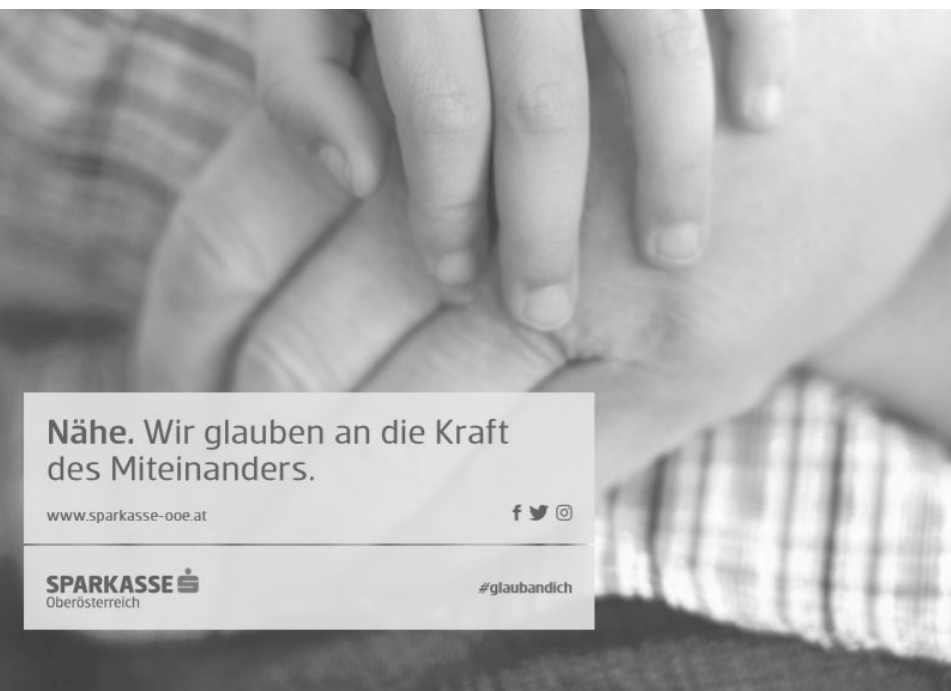 Nähe. Wir glauben an die Kraft
des Miteinanders.
www.sparkasse-ooe.at
SPARKASSE
Oberösterreich
#glaubandich